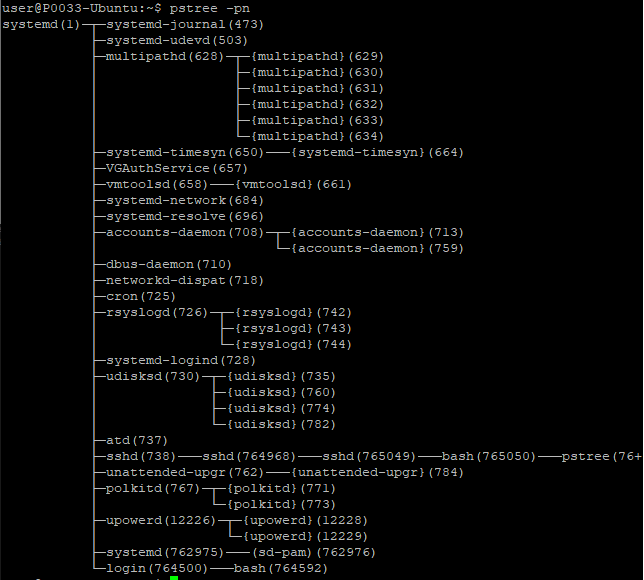 user@P0033-Ubuntu:~$ pstree -pn
systemd(1)─┬─systemd-journal(473)
           ├─systemd-udevd(503)
           ├─multipathd(628)─┬─{multipathd}(629)
           │                 ├─{multipathd}(630)
           │                 ├─{multipathd}(631)
           │                 ├─{multipathd}(632)
           │                 ├─{multipathd}(633)
           │                 └─{multipathd}(634)
           ├─systemd-timesyn(650)───{systemd-timesyn}(664)
           ├─VGAuthService(657)
           ├─vmtoolsd(658)───{vmtoolsd}(661)
           ├─systemd-network(684)
           ├─systemd-resolve(696)
           ├─accounts-daemon(708)─┬─{accounts-daemon}(713)
           │                      └─{accounts-daemon}(759)
           ├─dbus-daemon(710)
           ├─networkd-dispat(718)
           ├─cron(725)
           ├─rsyslogd(726)─┬─{rsyslogd}(742)
           │               ├─{rsyslogd}(743)
           │               └─{rsyslogd}(744)
           ├─systemd-logind(728)
           ├─udisksd(730)─┬─{udisksd}(735)
           │              ├─{udisksd}(760)
           │              ├─{udisksd}(774)
           │              └─{udisksd}(782)
           ├─atd(737)
           ├─sshd(738)───sshd(764968)───sshd(765049)───bash(765050)───pstree(76+
           ├─unattended-upgr(762)───{unattended-upgr}(784)
           ├─polkitd(767)─┬─{polkitd}(771)
           │              └─{polkitd}(773)
           ├─upowerd(12226)─┬─{upowerd}(12228)
           │                └─{upowerd}(12229)
           ├─systemd(762975)───(sd-pam)(762976)
           └─login(764500)───bash(764592)